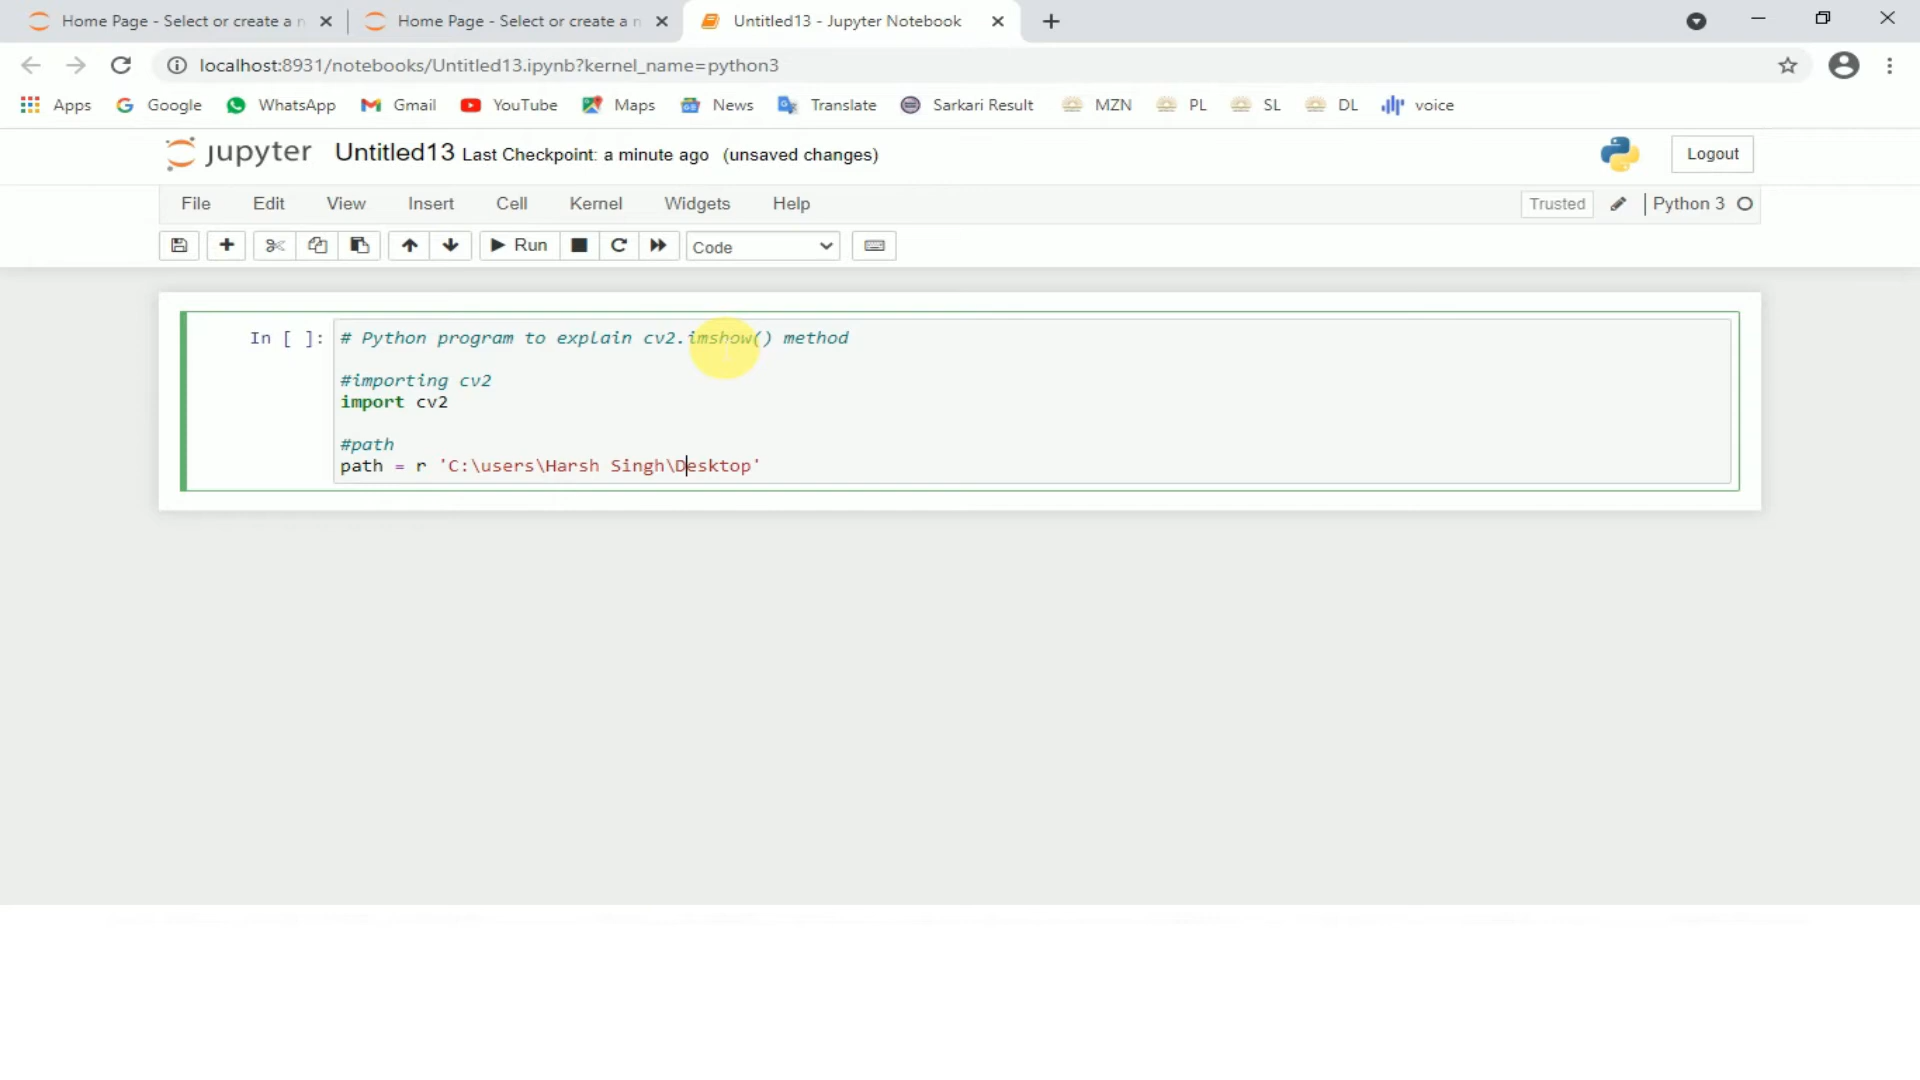 Home Page - Select or create a n
Home Page - Select or create a n
Untitled13 - Jupyter Notebook
localhost:8931/notebooks/Untitled13.ipynb?kernel_name=python3
Apps Google WhatsApp Gmail YouTube Maps News Translate Sarkari Result MZN PL SL DL voice
jupyter Untitled13 Last Checkpoint: a minute ago (unsaved changes) Logout
File Edit View Insert Cell Kernel Widgets Help Trusted Python 3
Run Code
In [ ]: # Python program to explain cv2.imshow() method
#importing cv2
import cv2
#path
path = r 'C:\users\Harsh Singh\Desktop'